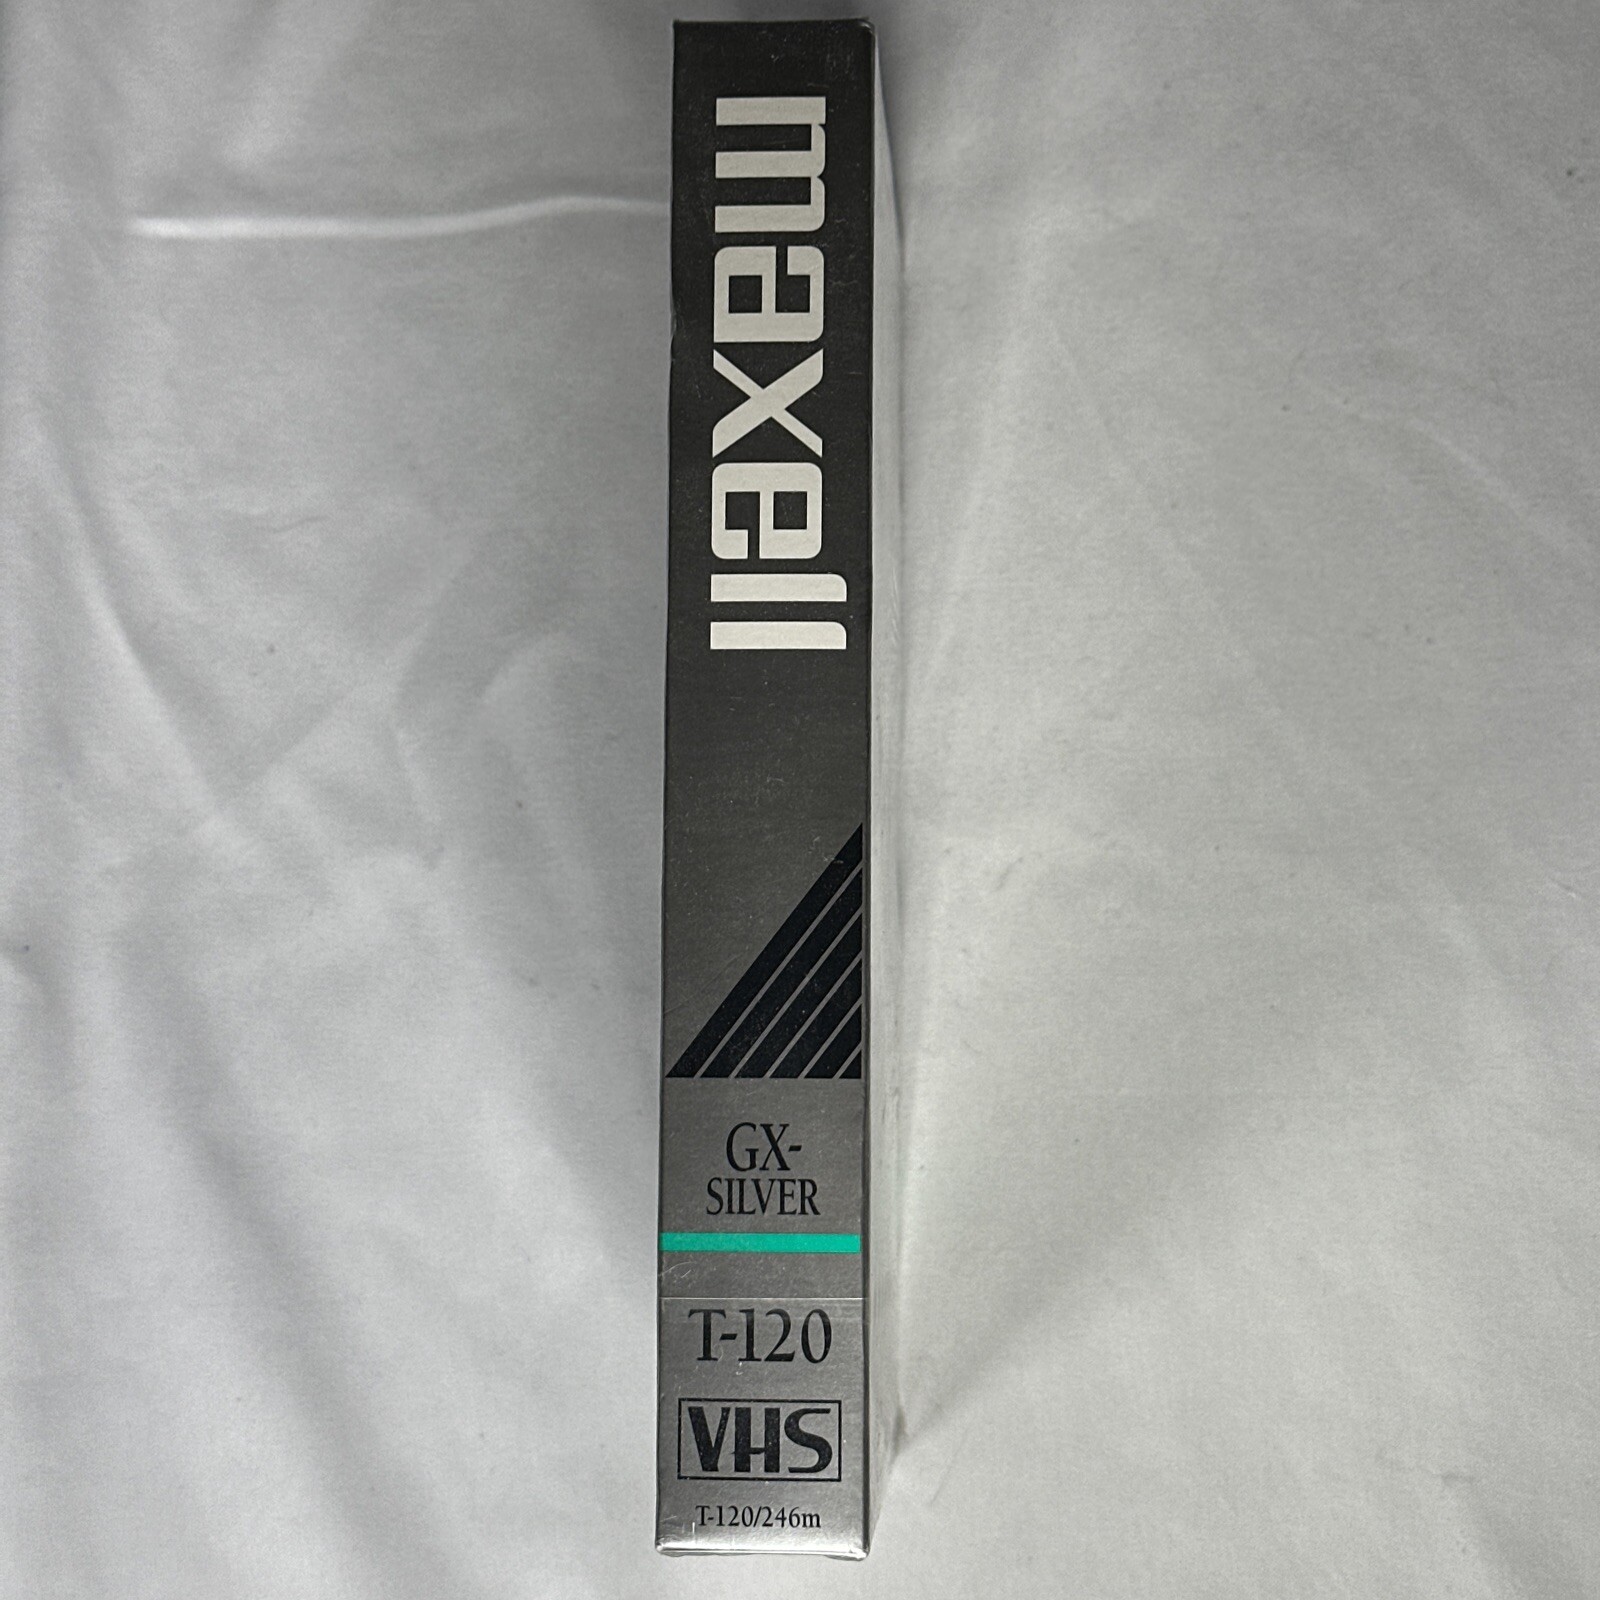 maxell
GX-
SILVER
T-120
VHS
T-120/246m